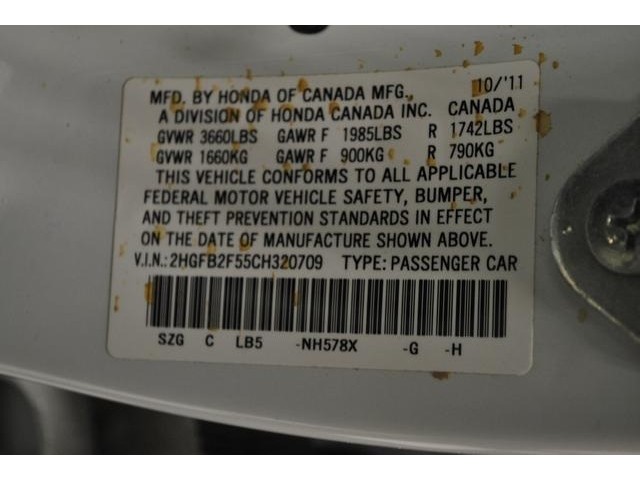 MFD. BY HONDA OF CANADA MFG., 10/'11
A DIVISION OF HONDA CANADA INC. CANADA
GVWR 3660LBS GAWR F 1985LBS R 1742LBS
GVWR 1660KG GAWR F 900KG R 790KG
THIS VEHICLE CONFORMS TO ALL APPLICABLE
FEDERAL MOTOR VEHICLE SAFETY, BUMPER,
AND THEFT PREVENTION STANDARDS IN EFFECT
ON THE DATE OF MANUFACTURE SHOWN ABOVE.
V.I.N.: 2HGFB2F55CH320709 TYPE: PASSENGER CAR
SZG C LB5 -NH578X -G -H